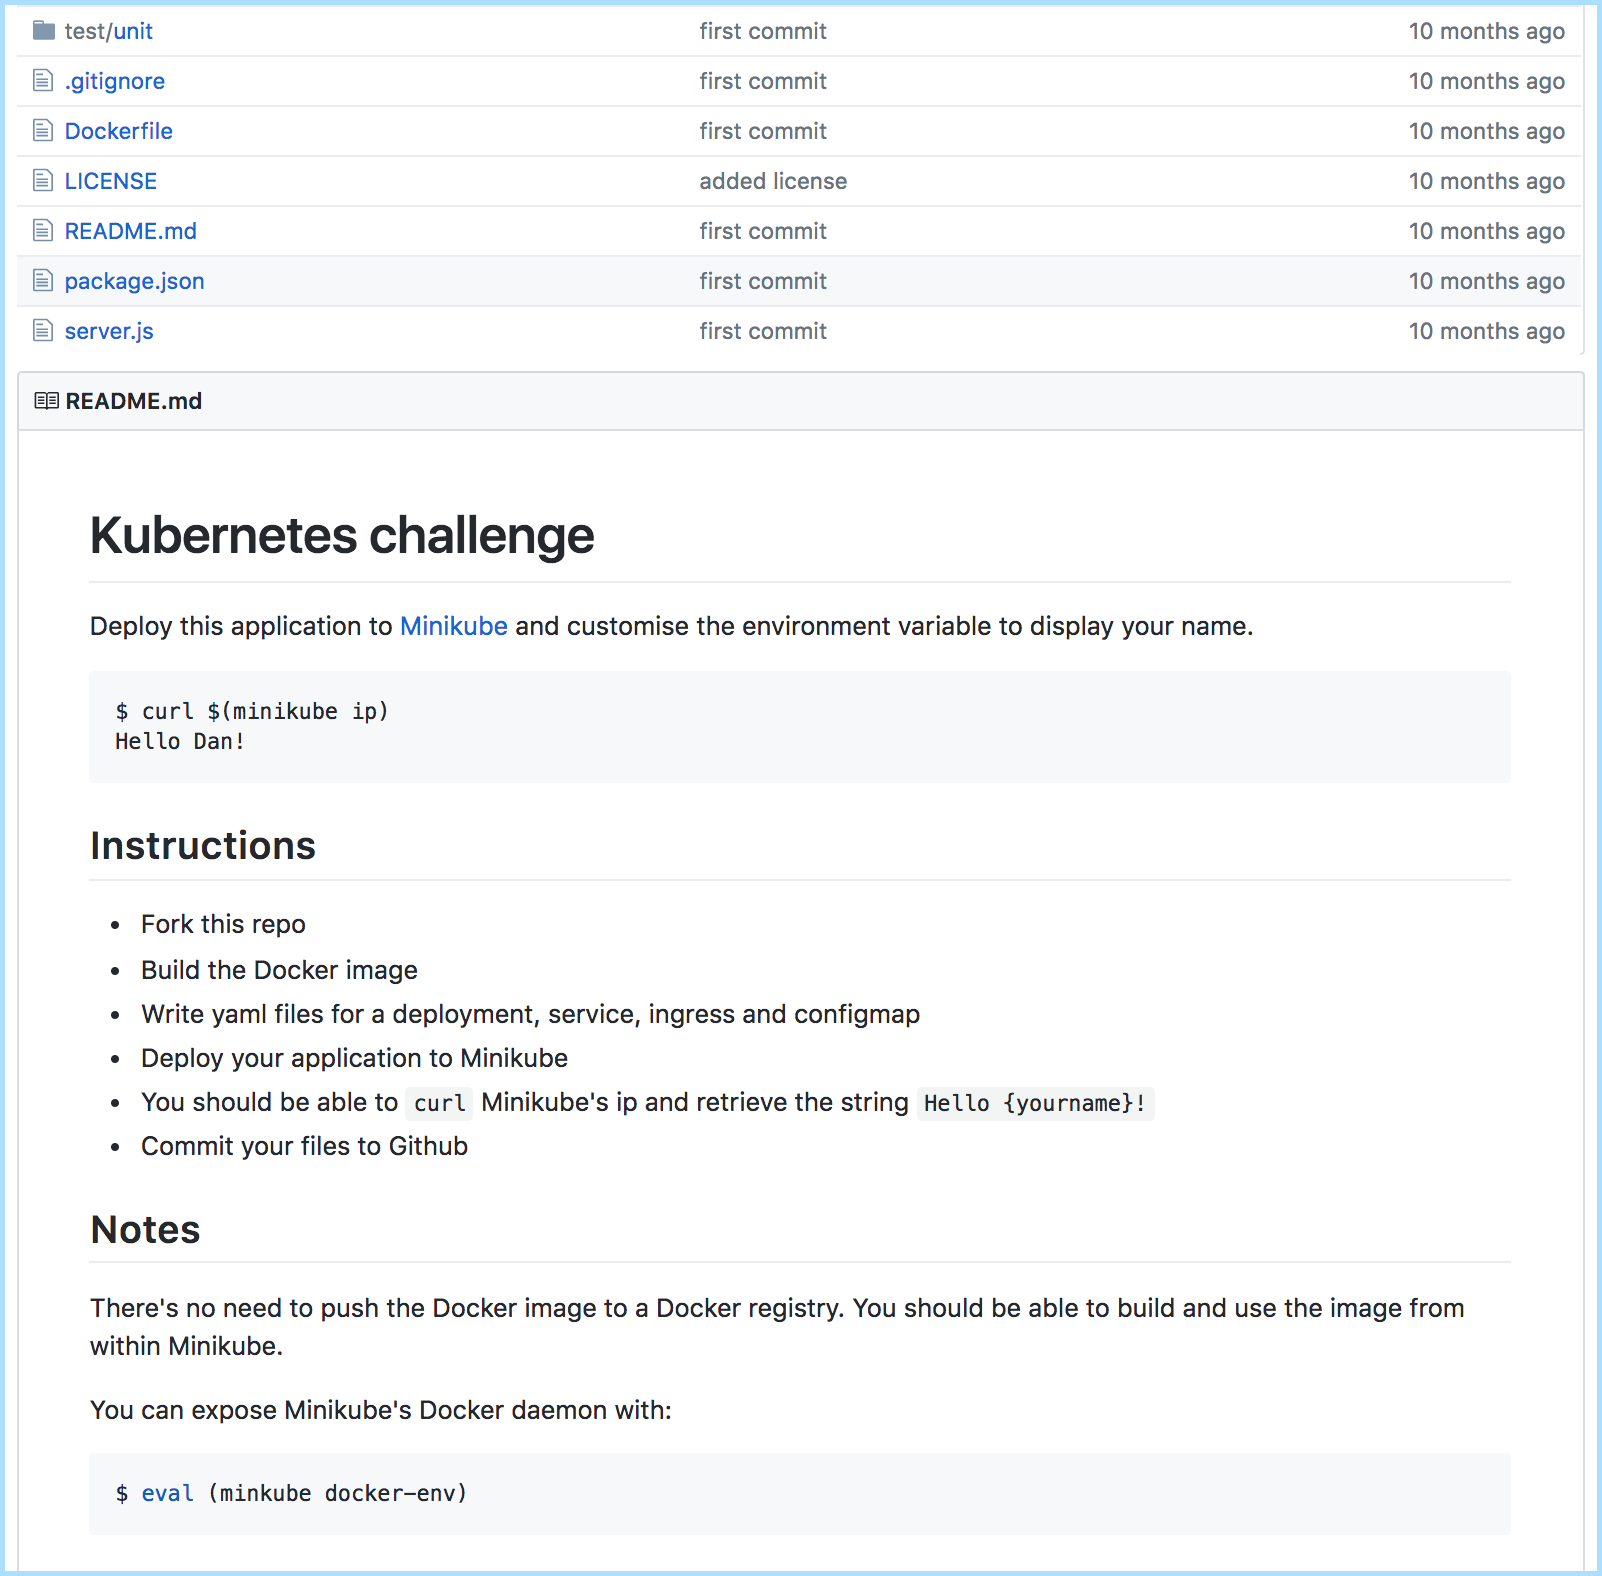 test/unit first commit 10 months ago
.gitignore first commit 10 months ago
Dockerfile first commit 10 months ago
LICENSE added license 10 months ago
README.md first commit 10 months ago
package.json first commit 10 months ago
server.js first commit 10 months ago
README.md
Kubernetes challenge
Deploy this application to Minikube and customise the environment variable to display your name.
$ curl $(minikube ip)
Hello Dan!
Instructions
• Fork this repo
• Build the Docker image
• Write yaml files for a deployment, service, ingress and configmap
• Deploy your application to Minikube
• You should be able to curl Minikube's ip and retrieve the string Hello {yourname}!
• Commit your files to Github
Notes
There's no need to push the Docker image to a Docker registry. You should be able to build and use the image from
within Minikube.
You can expose Minikube's Docker daemon with:
$ eval (minkube docker-env)